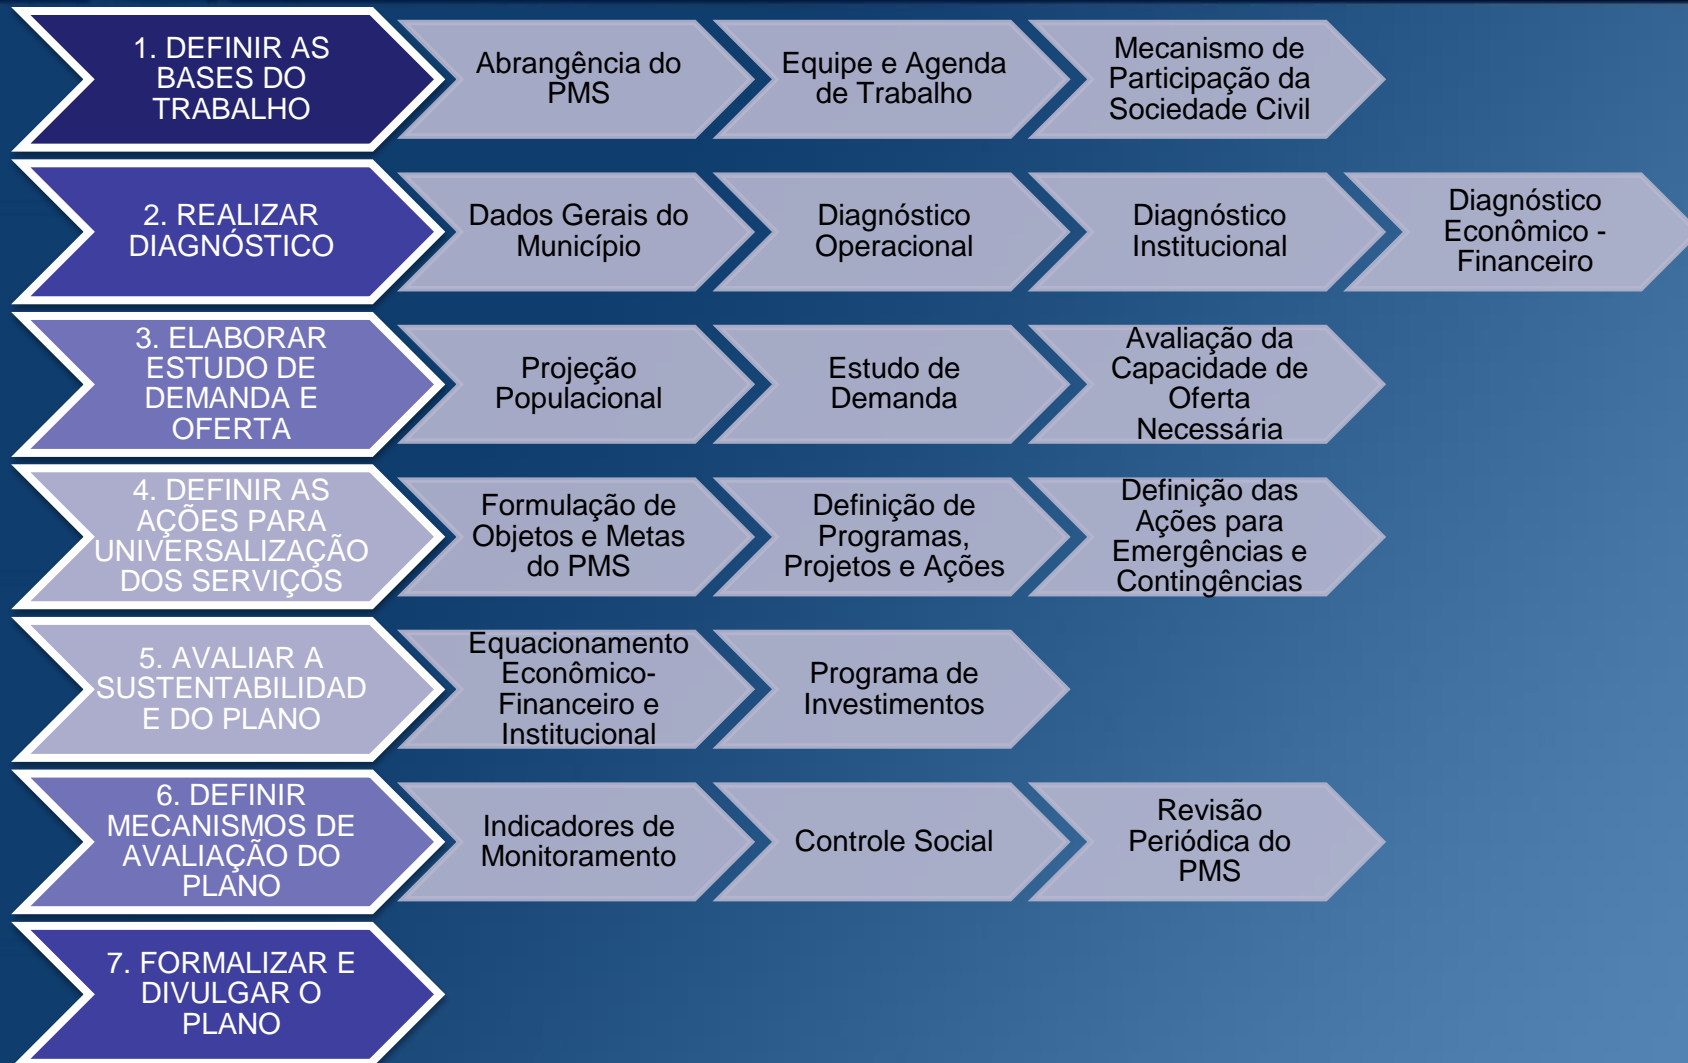 1. DEFINIR AS
BASES DO
TRABALHO
Abrangência do
PMS
Equipe e Agenda
de Trabalho
Mecanismo de
Participação da
Sociedade Civil
2. REALIZAR
DIAGNÓSTICO
Dados Gerais do
Município
Diagnóstico
Operacional
Diagnóstico
Institucional
Diagnóstico
Econômico -
Financeiro
3. ELABORAR
ESTUDO DE
DEMANDA E
OFERTA
Projeção
Populacional
Estudo de
Demanda
Avaliação da
Capacidade de
Oferta
Necessária
4. DEFINIR AS
AÇÕES PARA
UNIVERSALIZAÇÃO
DOS SERVIÇOS
Formulação de
Objetos e Metas
do PMS
Definição de
Programas,
Projetos e Ações
Definição das
Ações para
Emergências e
Contingências
5. AVALIAR A
SUSTENTABILIDAD
E DO PLANO
Equacionamento
Econômico-
Financeiro e
Institucional
Programa de
Investimentos
6. DEFINIR
MECANISMOS DE
AVALIAÇÃO DO
PLANO
Indicadores de
Monitoramento
Controle Social
Revisão
Periódica do
PMS
7. FORMALIZAR E
DIVULGAR O
PLANO